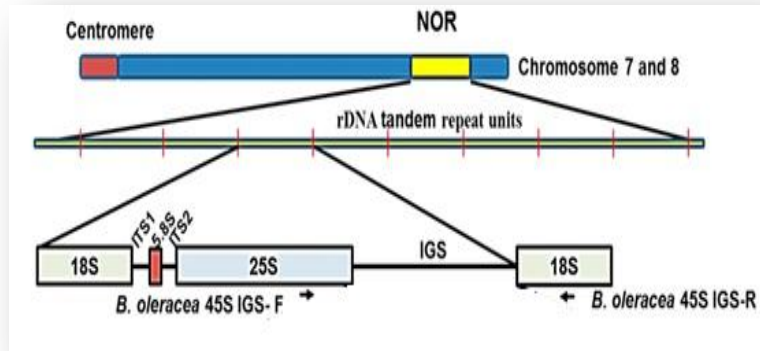 Centromere
NOR
Chromosome 7 and 8
rDNA tandem repeat units
ITS1
5.8S
ITS2
18S
25S
IGS
18S
B. oleracea 45S IGS- F
B. oleracea 45S IGS-R